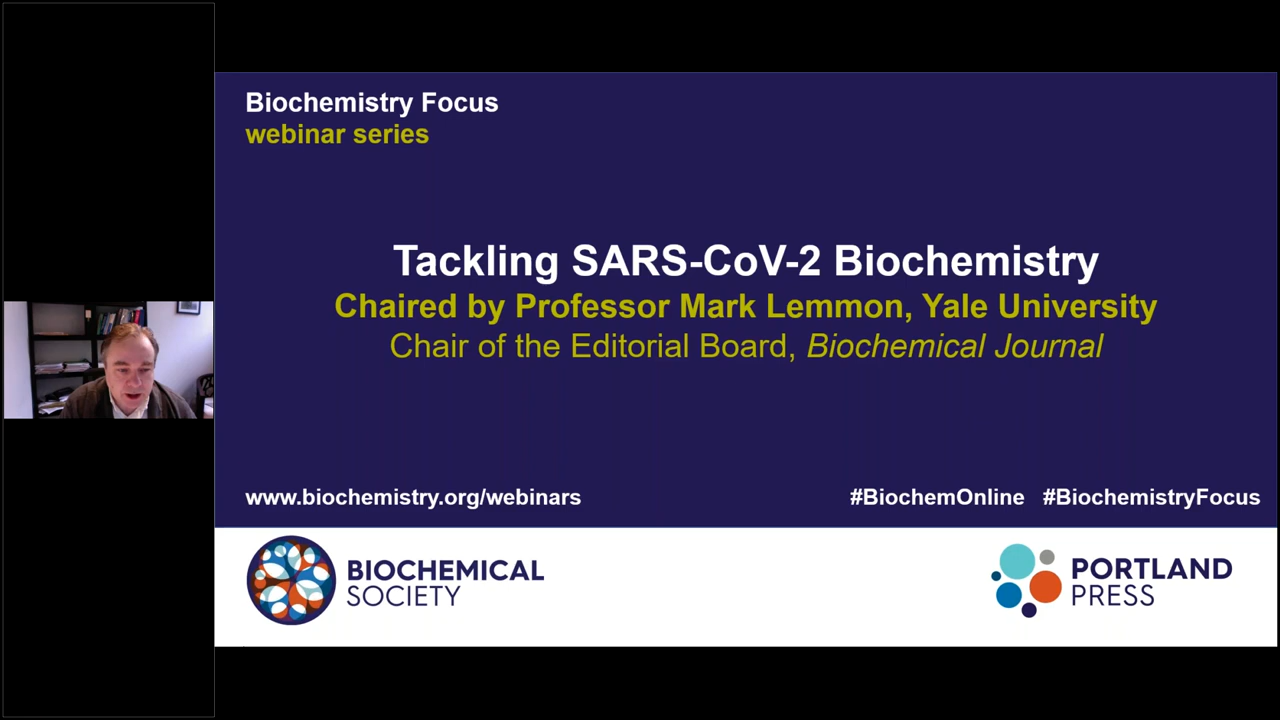 Biochemistry Focus
webinar series
Tackling SARS-CoV-2 Biochemistry
Chaired by Professor Mark Lemmon, Yale University
Chair of the Editorial Board, Biochemical Journal
www.biochemistry.org/webinars
#BiochemOnline #BiochemistryFocus
BIOCHEMICAL
SOCIETY
PORTLAND
PRESS